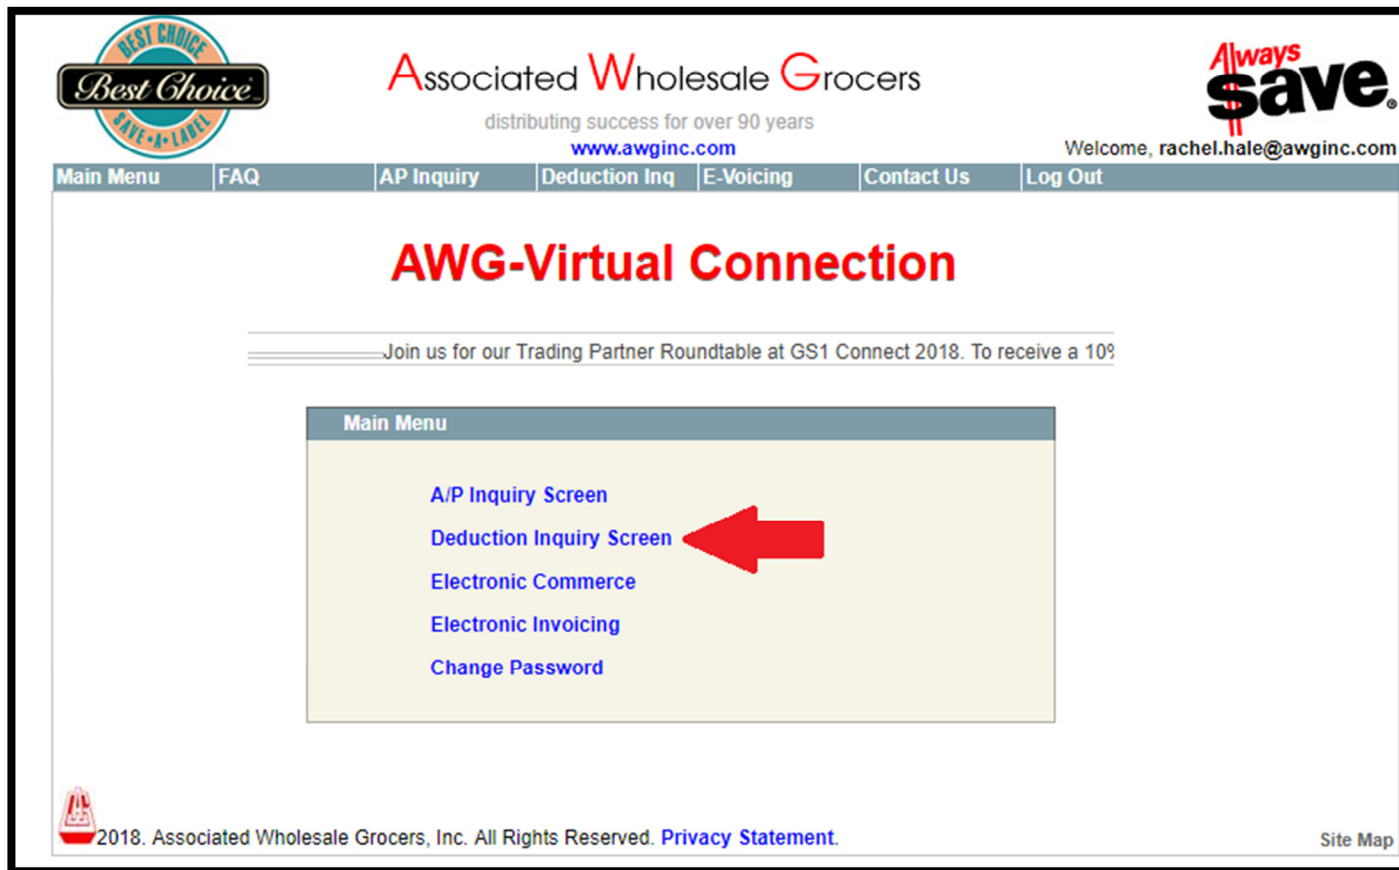 BEST CHOICE
Best Choice
SAVE•A•LABEL
Associated Wholesale Grocers
distributing success for over 90 years
www.awginc.com
Always
save.®
Welcome, rachel.hale@awginc.com
Main Menu FAQ AP Inquiry Deduction Inq E-Voicing Contact Us Log Out
AWG-Virtual Connection
Join us for our Trading Partner Roundtable at GS1 Connect 2018. To receive a 10%
Main Menu
A/P Inquiry Screen
Deduction Inquiry Screen
Electronic Commerce
Electronic Invoicing
Change Password
2018. Associated Wholesale Grocers, Inc. All Rights Reserved. Privacy Statement.
Site Map